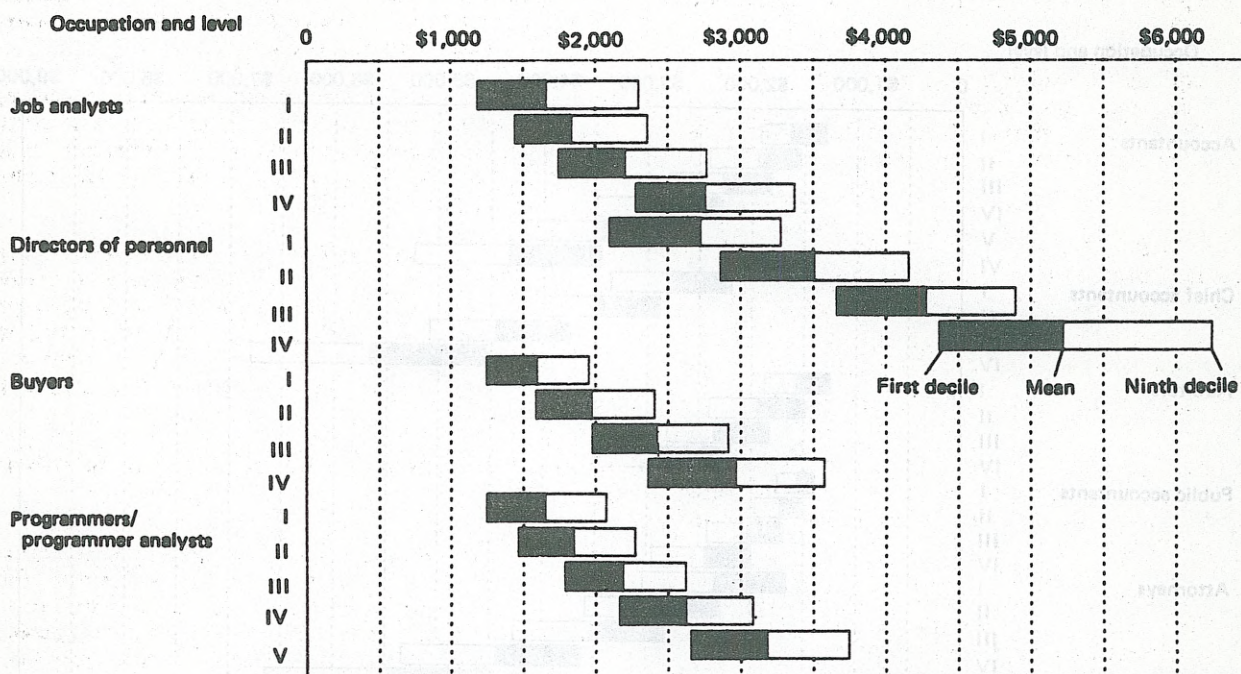 Occupation and level
0 $1,000 $2,000 $3,000 $4,000 $5,000 $6,000
Job analysts I
II
III
IV
Directors of personnel I
II
III
IV
First decile Mean Ninth decile
Buyers I
II
III
IV
Programmers/
programmer analysts I
II
III
IV
V